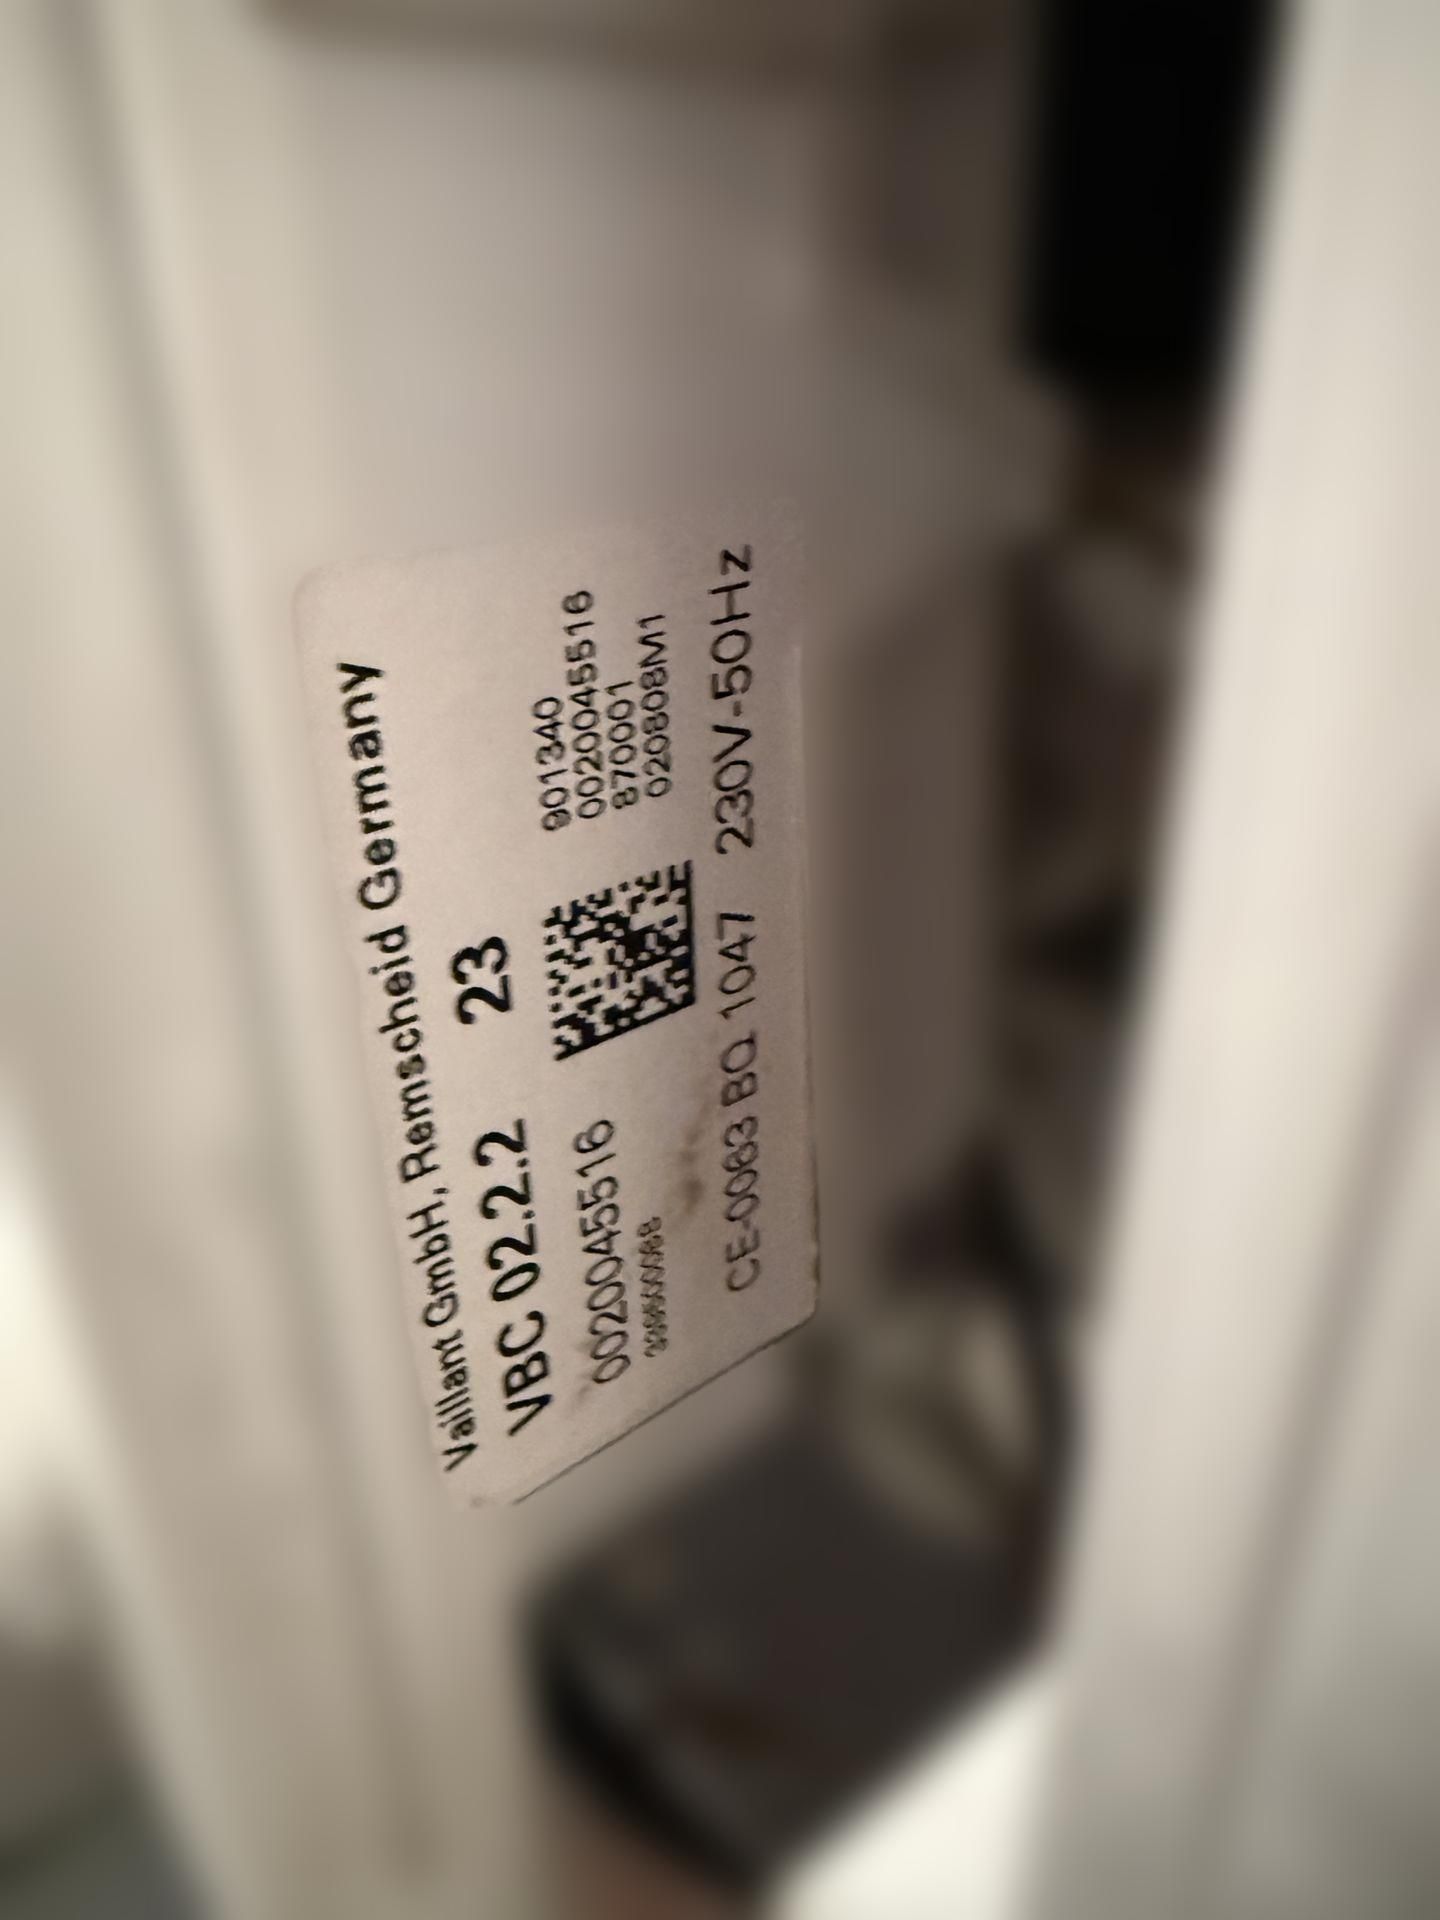 Vaillant GmbH, Remscheid Germany
VBC 02.2.2 23
0020045516
901340
0020045516
870001
020808M1
CE-0063 BQ 1047 230V-50Hz